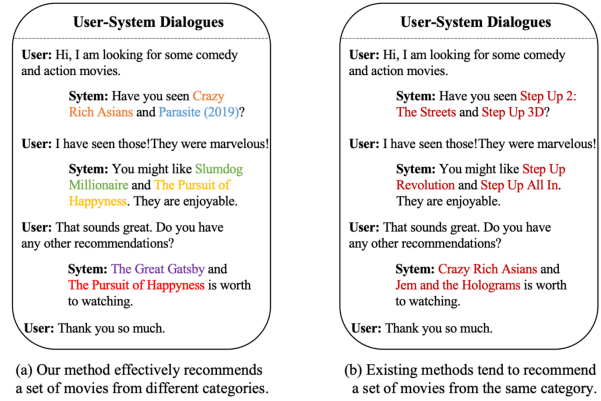 User-System Dialogues
User: Hi, I am looking for some comedy
and action movies.
Sytem: Have you seen Crazy
Rich Asians and Parasite (2019)?
User: I have seen those!They were marvelous!
Sytem: You might like Slumdog
Millionaire and The Pursuit of
Happyness. They are enjoyable.
User: That sounds great. Do you have
any other recommendations?
Sytem: The Great Gatsby and
The Pursuit of Happyness is worth
to watching.
User: Thank you so much.
(a) Our method effectively recommends
a set of movies from different categories.
User-System Dialogues
User: Hi, I am looking for some comedy
and action movies.
Sytem: Have you seen Step Up 2:
The Streets and Step Up 3D?
User: I have seen those!They were marvelous!
Sytem: You might like Step Up
Revolution and Step Up All In.
They are enjoyable.
User: That sounds great. Do you have
any other recommendations?
Sytem: Crazy Rich Asians and
Jem and the Holograms is worth
to watching.
User: Thank you so much.
(b) Existing methods tend to recommend
a set of movies from the same category.